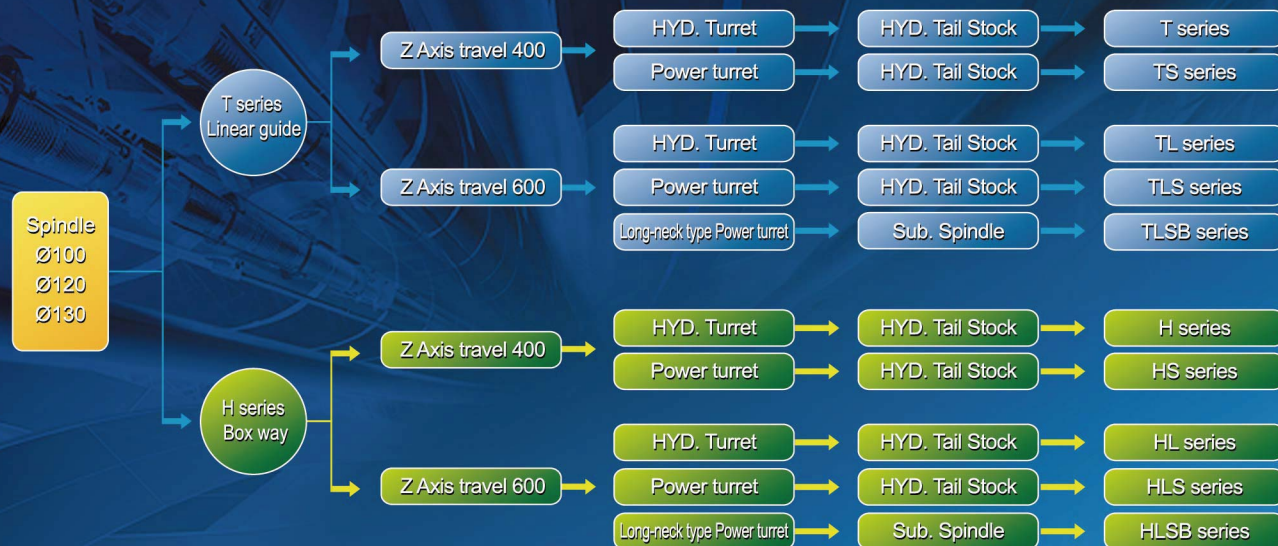 Spindle
Ø100
Ø120
Ø130
T series
Linear guide
Z Axis travel 400
HYD. Turret
HYD. Tail Stock
T series
Power turret
HYD. Tail Stock
TS series
Z Axis travel 600
HYD. Turret
HYD. Tail Stock
TL series
Power turret
HYD. Tail Stock
TLS series
Long-neck type Power turret
Sub. Spindle
TLSB series
H series
Box way
Z Axis travel 400
HYD. Turret
HYD. Tail Stock
H series
Power turret
HYD. Tail Stock
HS series
Z Axis travel 600
HYD. Turret
HYD. Tail Stock
HL series
Power turret
HYD. Tail Stock
HLS series
Long-neck type Power turret
Sub. Spindle
HLSB series